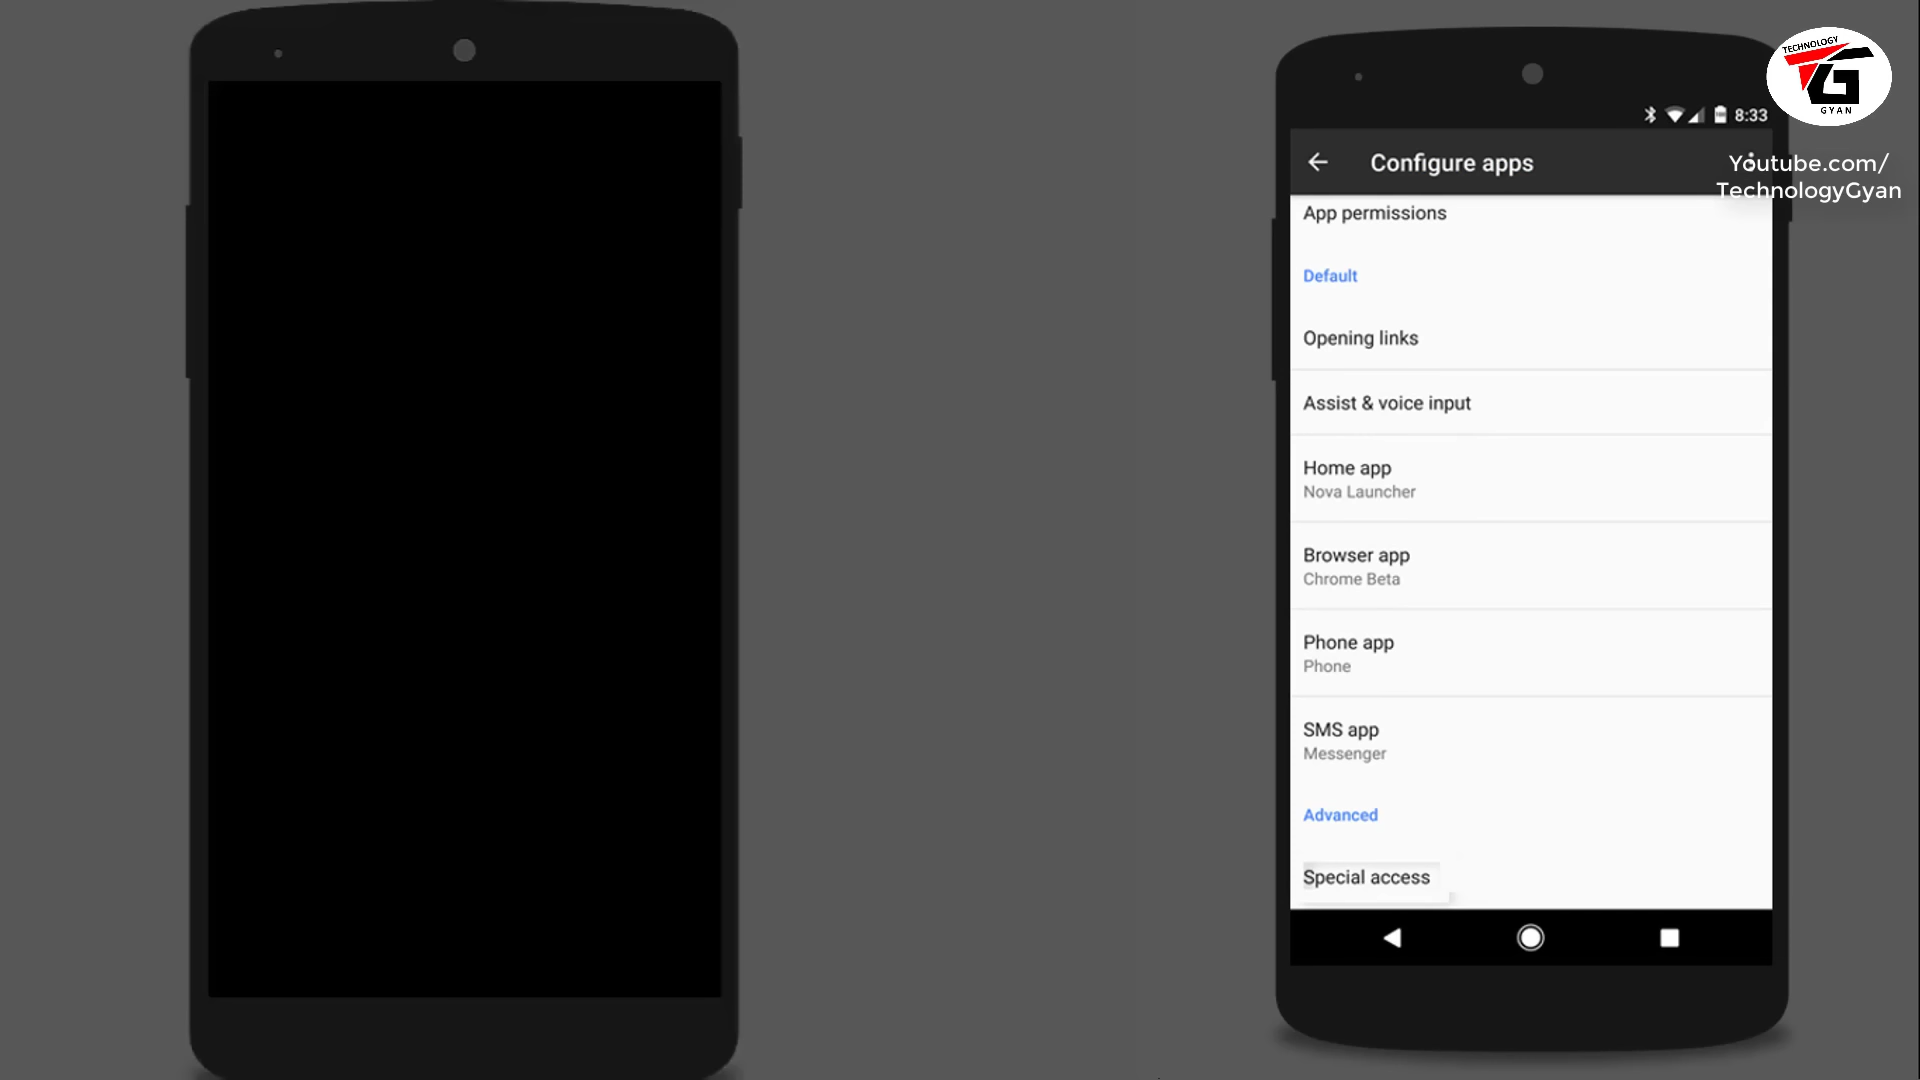 TECHNOLOGY
TG
GYAN
8:33
Configure apps
Youtube.com/
TechnologyGyan
App permissions
Default
Opening links
Assist & voice input
Home app
Nova Launcher
Browser app
Chrome Beta
Phone app
Phone
SMS app
Messenger
Advanced
Special access